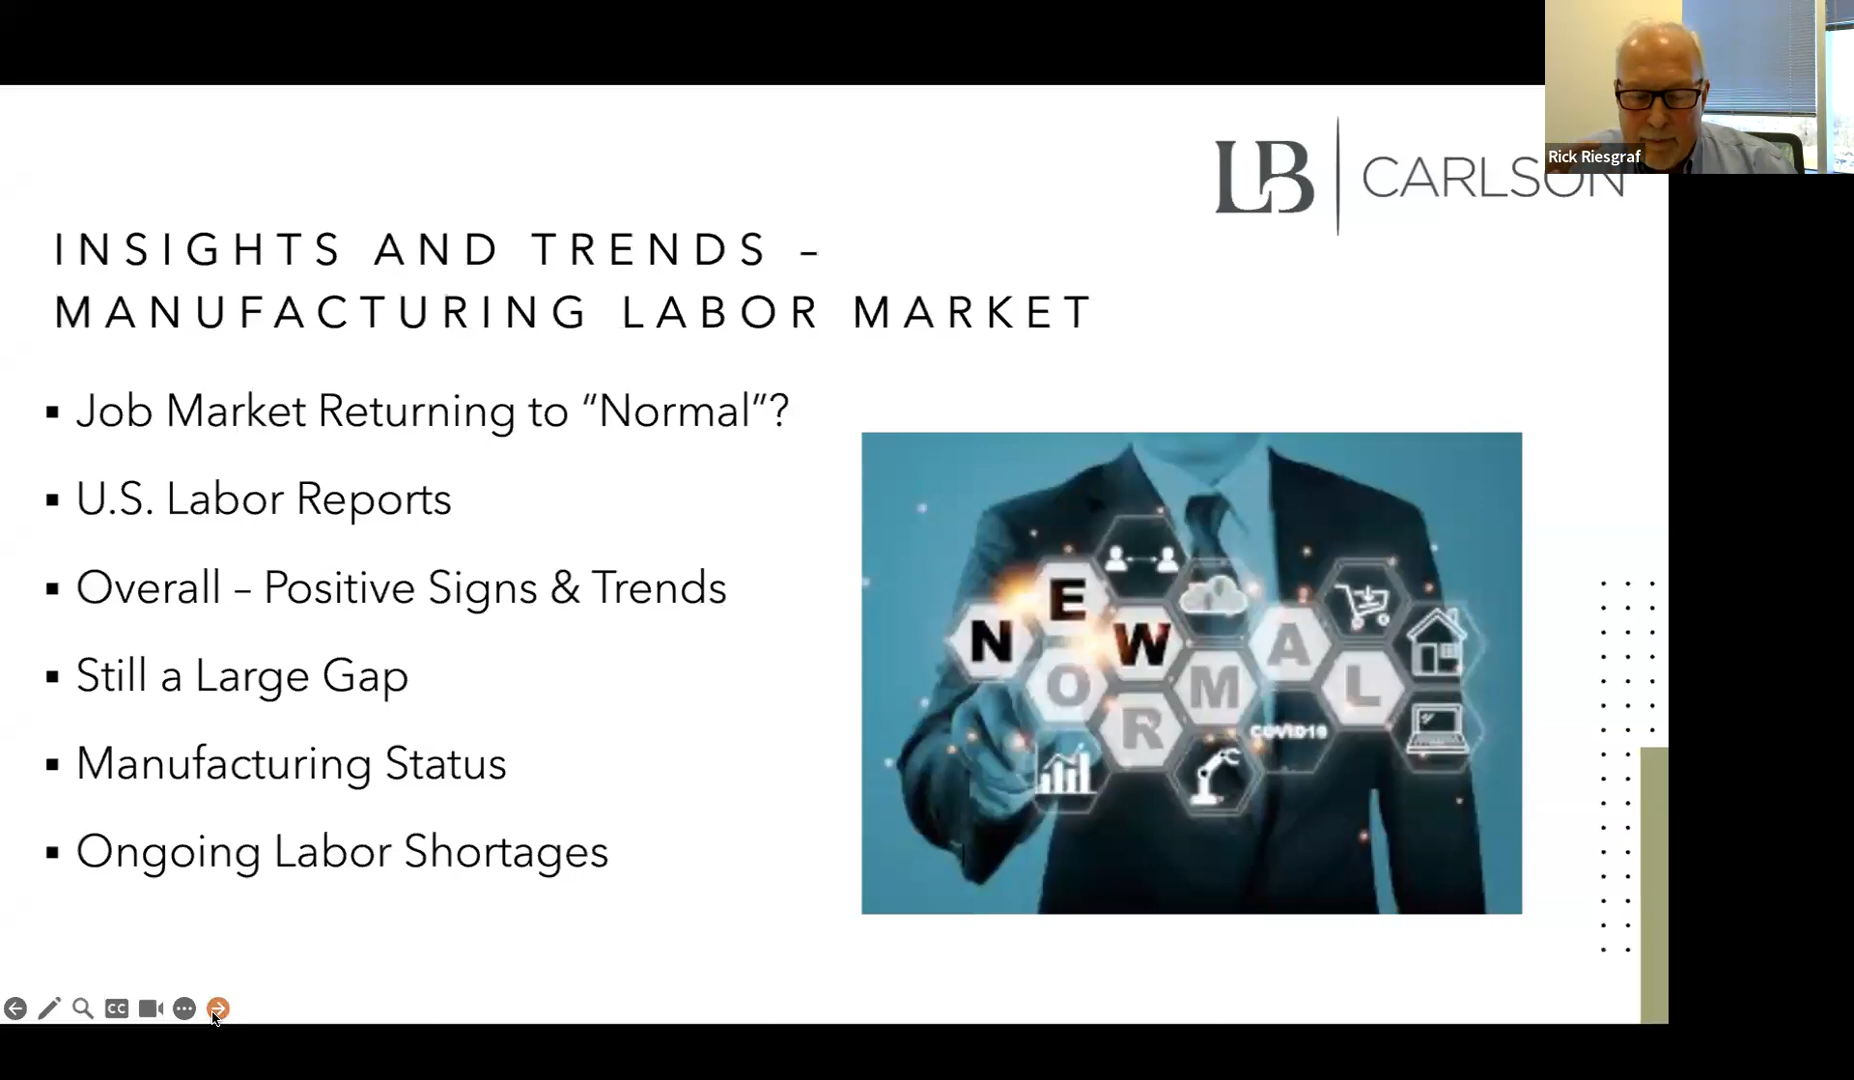 Rick Riesgraf
LB CARLSON
INSIGHTS AND TRENDS –
MANUFACTURING LABOR MARKET
▪ Job Market Returning to “Normal”?
▪ U.S. Labor Reports
▪ Overall – Positive Signs & Trends
▪ Still a Large Gap
▪ Manufacturing Status
▪ Ongoing Labor Shortages
NEW
NORMAL
COVID19
CC